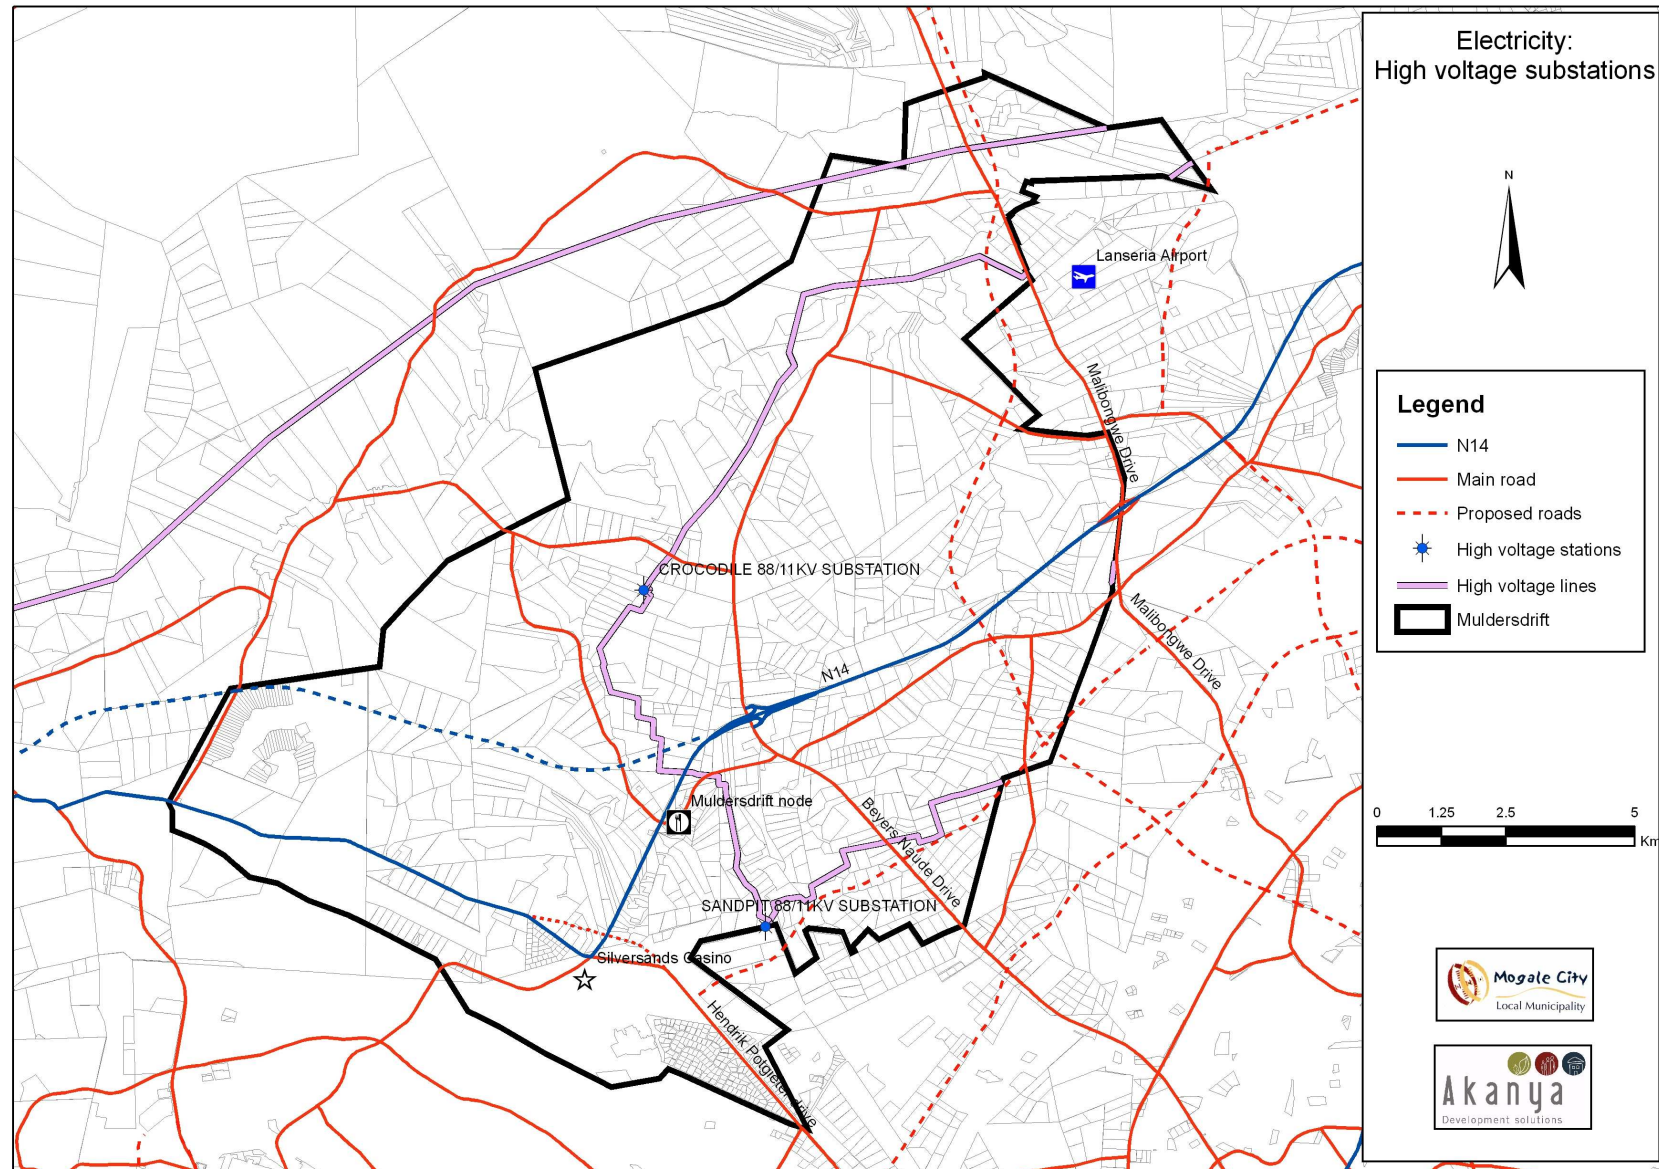 Electricity:
High voltage substations
N
Lanseria Airport
Malibongwe Drive
CROCODILE 88/11KV SUBSTATION
Malibongwe Drive
N14
Muldersdrift node
Beyers Naude Drive
SANDPIT 88/11KV SUBSTATION
Silversands Casino
Hendrik Potgieter drive
Legend
N14
Main road
Proposed roads
High voltage stations
High voltage lines
Muldersdrift
0 1.25 2.5 5
Km
Mogale City
Local Municipality
Akanya
Development solutions